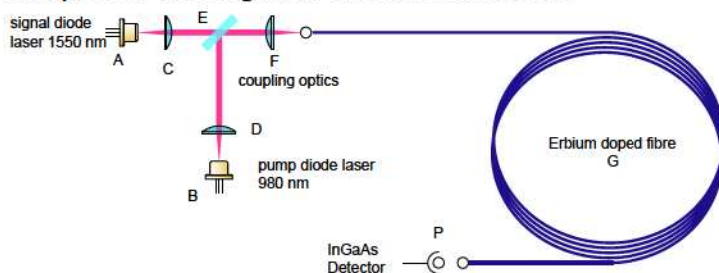 signal diode
laser 1550 nm
A
C
E
F
coupling optics
D
B
pump diode laser
980 nm
Erbium doped fibre
G
P
InGaAs
Detector